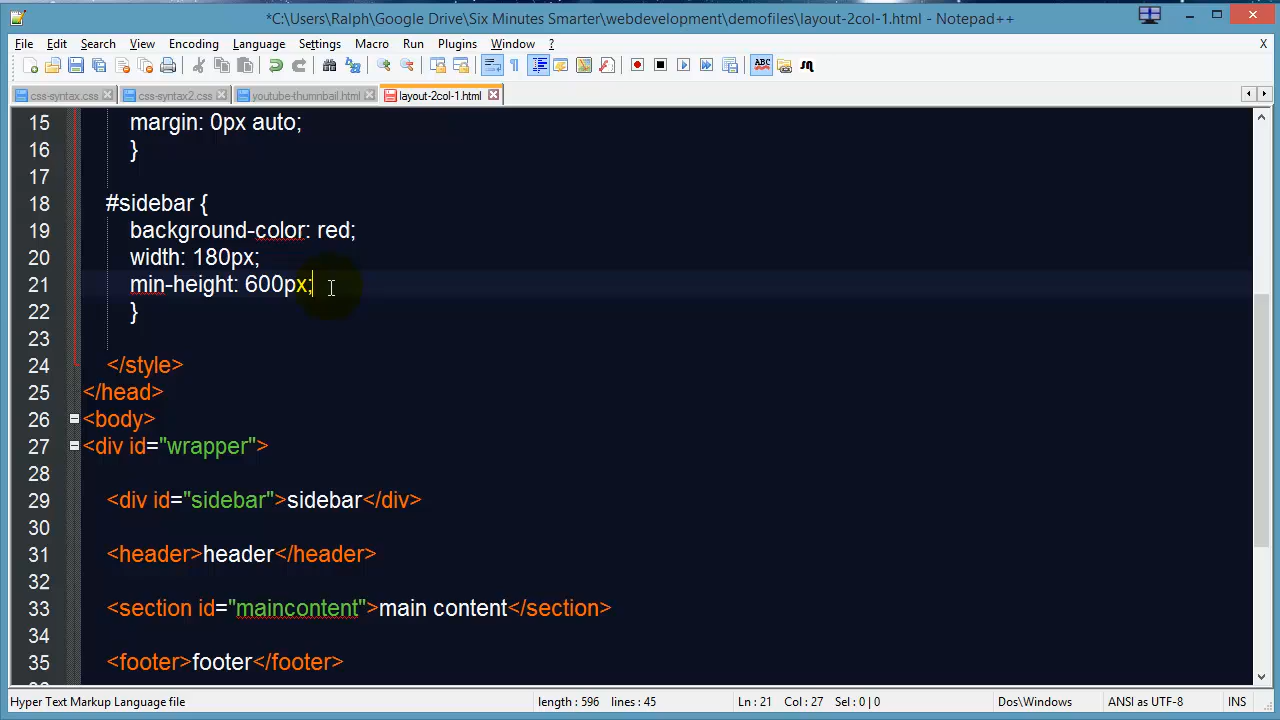 *C:\Users\Ralph\Google Drive\Six Minutes Smarter\webdevelopment\demofiles\layout-2col-1.html - Notepad++
File Edit Search View Encoding Language Settings Macro Run Plugins Window ? X
ABC
css-syntax.css css-syntax2.css youtube-thumnbail.html layout-2col-1.html
15 margin: 0px auto;
16 }
17
18 #sidebar {
19 background-color: red;
20 width: 180px;
21 min-height: 600px;
22 }
23
24 </style>
25 </head>
26 <body>
27 <div id="wrapper">
28
29 <div id="sidebar">sidebar</div>
30
31 <header>header</header>
32
33 <section id="maincontent">main content</section>
34
35 <footer>footer</footer>
Hyper Text Markup Language file length : 596 lines : 45 Ln : 21 Col : 27 Sel : 0 | 0 Dos\Windows ANSI as UTF-8 INS